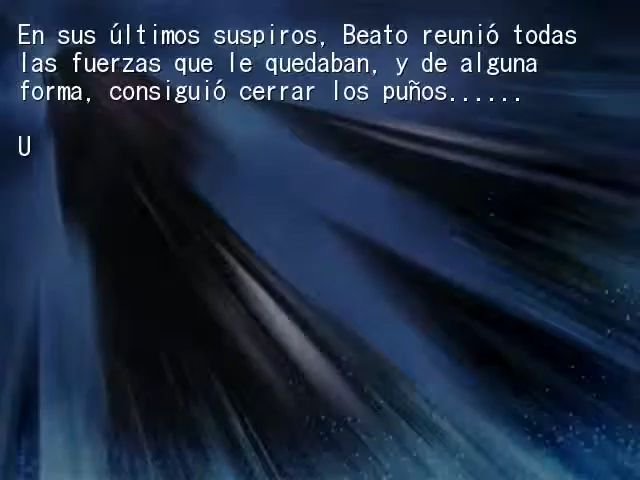 En sus últimos suspiros, Beato reunió todas
las fuerzas que le quedaban, y de alguna
forma, consiguió cerrar los puños......
U